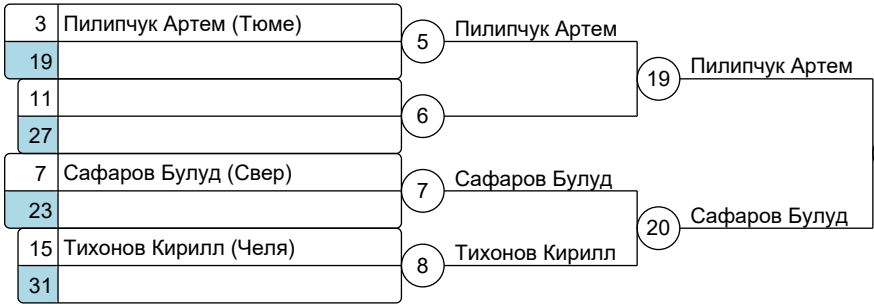 3 Пилипчук Артем (Тюме)
5 Пилипчук Артем
19
19 Пилипчук Артем
11
6
27
7 Сафаров Булуд (Свер)
7 Сафаров Булуд
23
20 Сафаров Булуд
15 Тихонов Кирилл (Челя)
8 Тихонов Кирилл
31